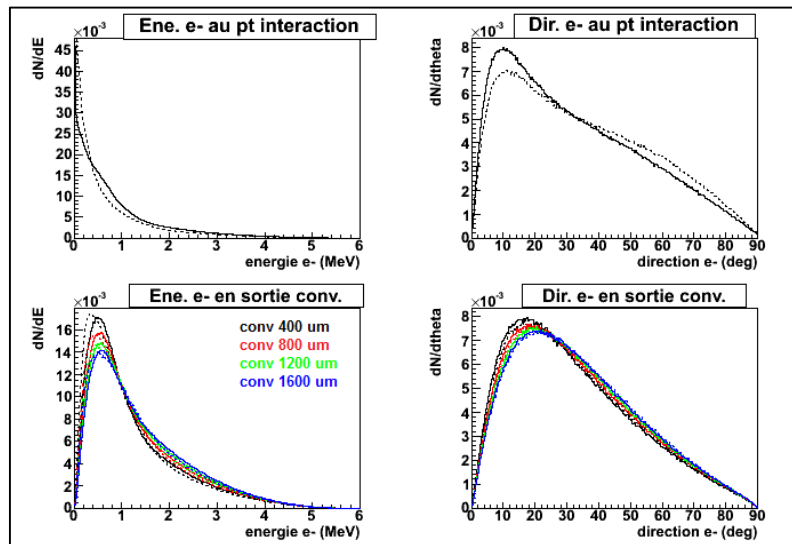 Ene. e- au pt interaction
×10⁻³
dN/dE
45
40
35
30
25
20
15
10
5
0
0 1 2 3 4 5 6
energie e- (MeV)
Dir. e- au pt interaction
×10⁻³
dN/dtheta
8
7
6
5
4
3
2
1
0
0 10 20 30 40 50 60 70 80 90
direction e- (deg)
Ene. e- en sortie conv.
×10⁻³
dN/dE
16
14
12
10
8
6
4
2
0
conv 400 um
conv 800 um
conv 1200 um
conv 1600 um
0 1 2 3 4 5 6
energie e- (MeV)
Dir. e- en sortie conv.
×10⁻³
dN/dtheta
8
7
6
5
4
3
2
1
0
0 10 20 30 40 50 60 70 80 90
direction e- (deg)